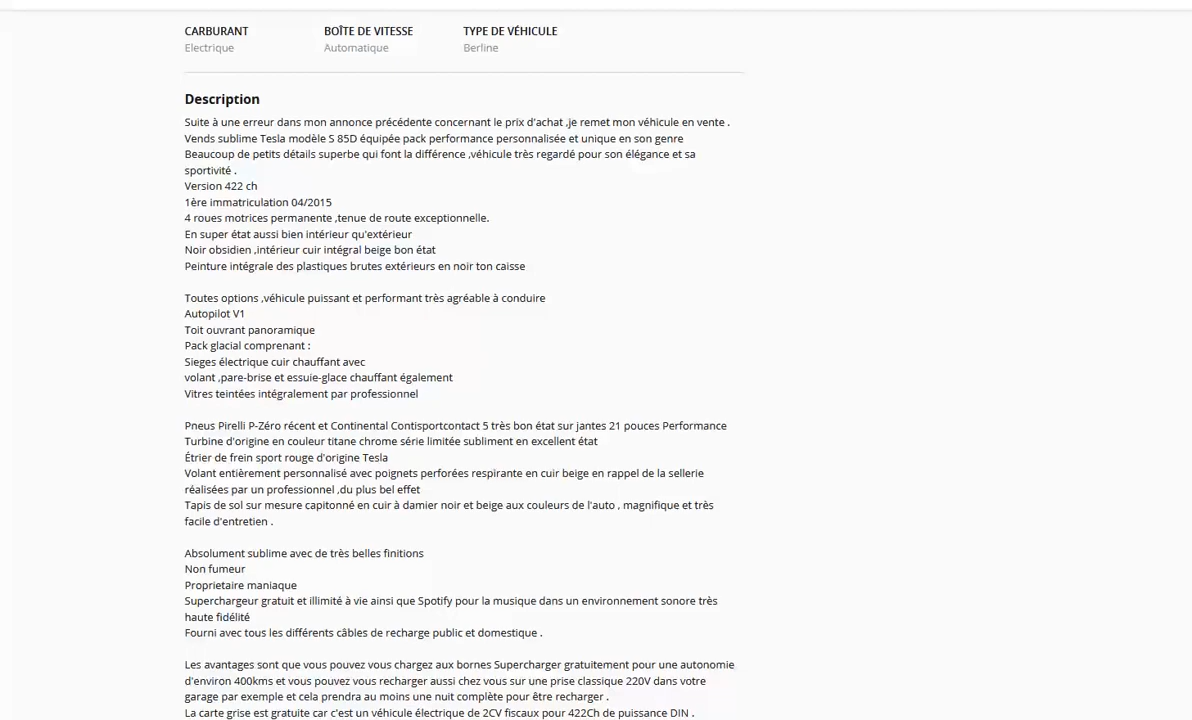 CARBURANT BOÎTE DE VITESSE TYPE DE VÉHICULE
Electrique Automatique Berline
Description
Suite à une erreur dans mon annonce précédente concernant le prix d'achat ,je remet mon véhicule en vente .
Vends sublime Tesla modèle S 85D équipée pack performance personnalisée et unique en son genre
Beaucoup de petits détails superbe qui font la différence ,véhicule très regardé pour son élégance et sa
sportivité .
Version 422 ch
1ère immatriculation 04/2015
4 roues motrices permanente ,tenue de route exceptionnelle.
En super état aussi bien intérieur qu'extérieur
Noir obsidien ,intérieur cuir intégral beige bon état
Peinture intégrale des plastiques brutes extérieurs en noir ton caisse
Toutes options ,véhicule puissant et performant très agréable à conduire
Autopilot V1
Toit ouvrant panoramique
Pack glacial comprenant :
Sieges électrique cuir chauffant avec
volant ,pare-brise et essuie-glace chauffant également
Vitres teintées intégralement par professionnel
Pneus Pirelli P-Zéro récent et Continental Contisportcontact 5 très bon état sur jantes 21 pouces Performance
Turbine d'origine en couleur titane chrome série limitée subliment en excellent état
Étrier de frein sport rouge d'origine Tesla
Volant entièrement personnalisé avec poignets perforées respirante en cuir beige en rappel de la sellerie
réalisées par un professionnel ,du plus bel effet
Tapis de sol sur mesure capitonné en cuir à damier noir et beige aux couleurs de l'auto , magnifique et très
facile d'entretien .
Absolument sublime avec de très belles finitions
Non fumeur
Proprietaire maniaque
Superchargeur gratuit et illimité à vie ainsi que Spotify pour la musique dans un environnement sonore très
haute fidélité
Fourni avec tous les différents câbles de recharge public et domestique .
Les avantages sont que vous pouvez vous chargez aux bornes Supercharger gratuitement pour une autonomie
d'environ 400kms et vous pouvez vous recharger aussi chez vous sur une prise classique 220V dans votre
garage par exemple et cela prendra au moins une nuit complète pour être recharger .
La carte grise est gratuite car c'est un véhicule électrique de 2CV fiscaux pour 422Ch de puissance DIN .